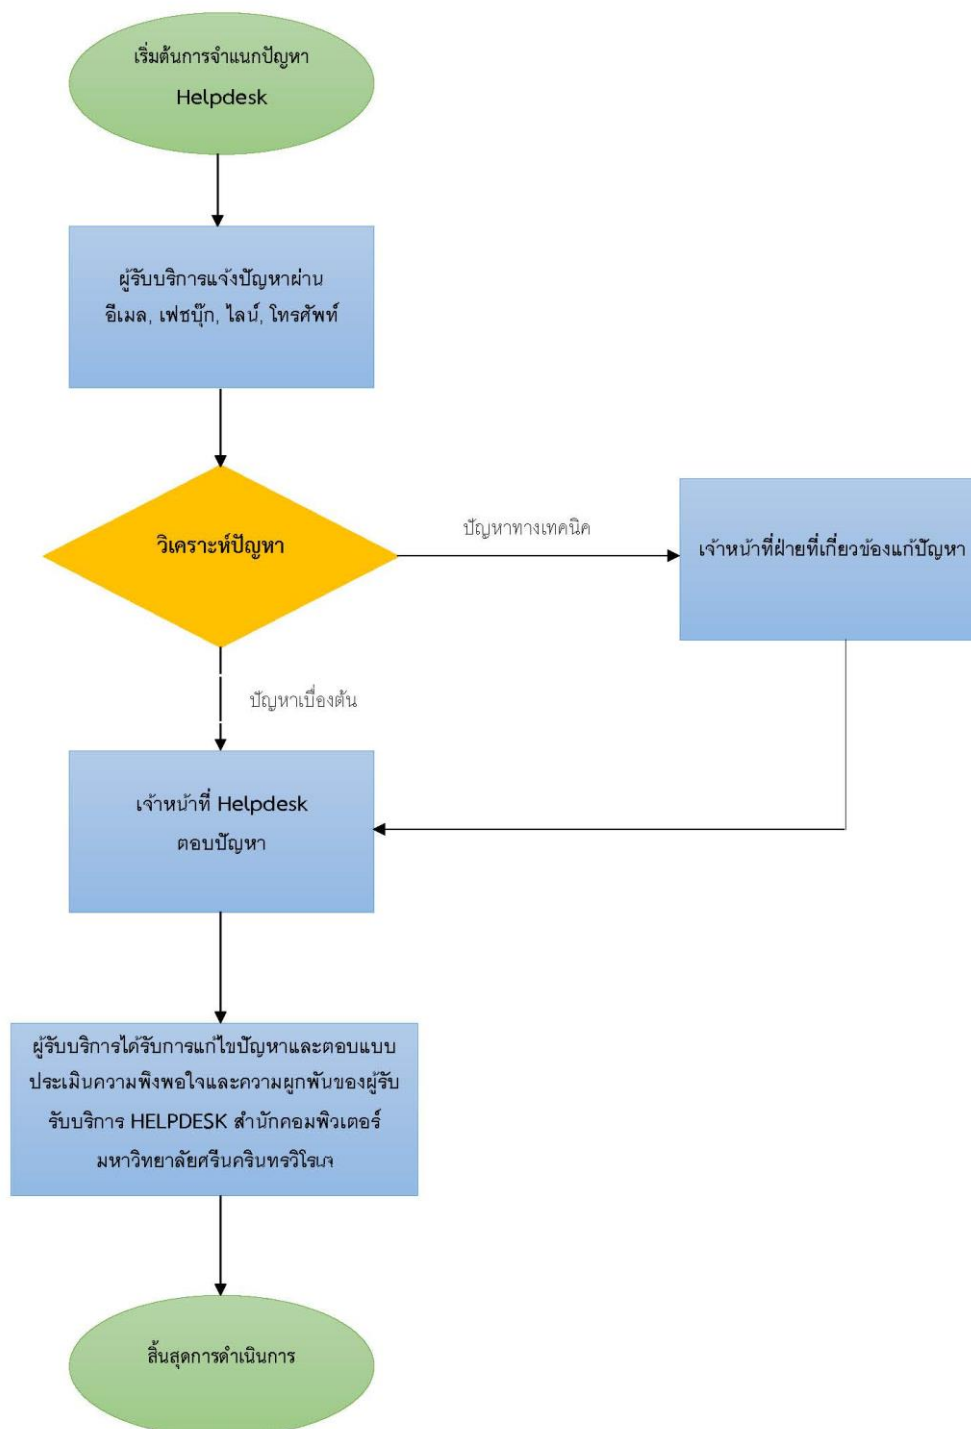 เริ่มต้นการจำแนกปัญหา
Helpdesk
ผู้รับบริการแจ้งปัญหาผ่าน
อีเมล, เฟชบุ๊ก, ไลน์, โทรศัพท์
วิเคราะห์ปัญหา
ปัญหาทางเทคนิค
เจ้าหน้าที่ฝ่ายที่เกี่ยวข้องแก้ปัญหา
ปัญหาเบื่องต้น
เจ้าหน้าที่ Helpdesk
ตอบปัญหา
ผู้รับบริการได้รับการแก้ไขปัญหาและตอบแบบ
ประเมินความพึงพอใจและความผูกพันของผู้รับ
รับบริการ HELPDESK สำนักคอมพิวเตอร์
มหาวิทยาลัยศรีนครินทรวิโรฒ
สิ้นสุดการดำเนินการ